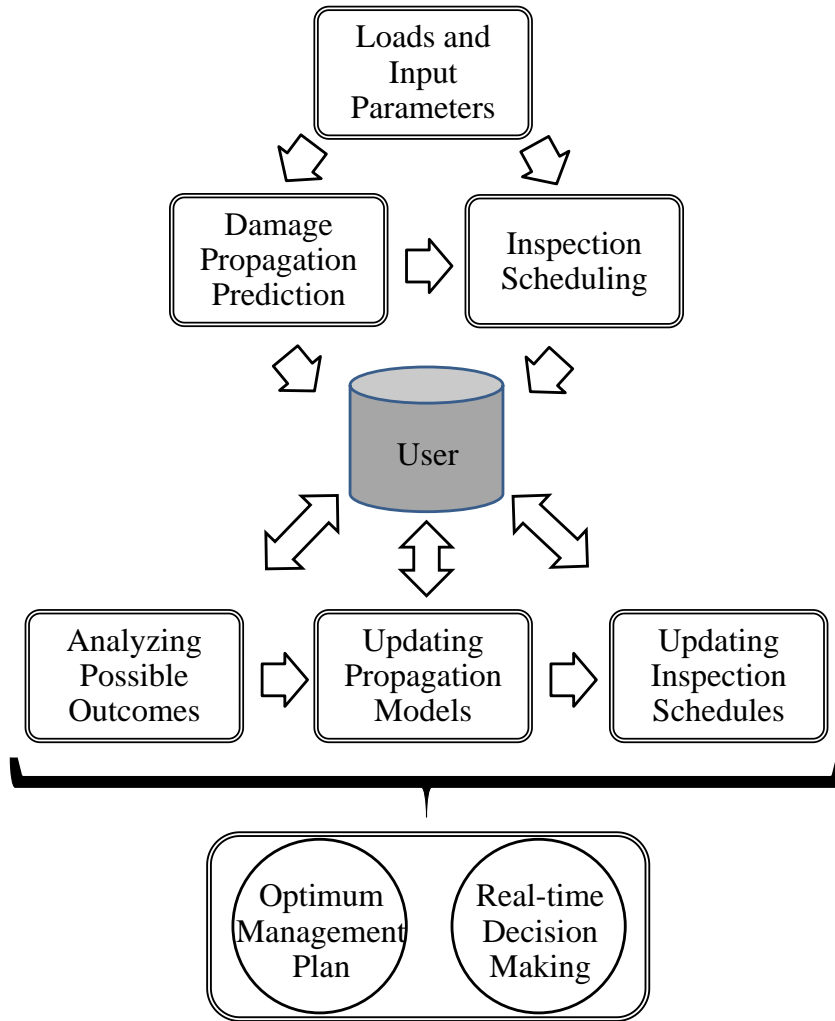 Loads and
Input
Parameters
Damage
Propagation
Prediction
Inspection
Scheduling
User
Analyzing
Possible
Outcomes
Updating
Propagation
Models
Updating
Inspection
Schedules
Optimum
Management
Plan
Real-time
Decision
Making